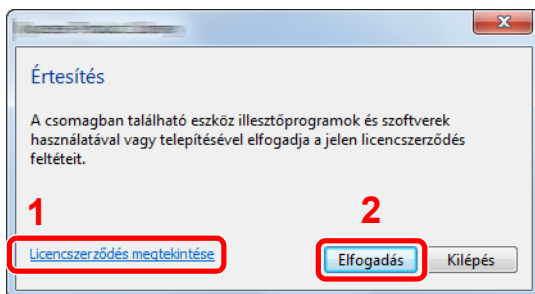 Értesítés
A csomagban található eszköz illesztőprogramok és szoftverek
használatával vagy telepítésével elfogadja a jelen licencszerződés
feltéteit.
1
2
Licencszerződés megtekintése
Elfogadás
Kilépés